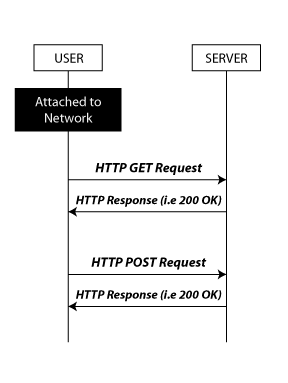 USER
SERVER
Attached to
Network
HTTP GET Request
HTTP Response (i.e 200 OK)
HTTP POST Request
HTTP Response (i.e 200 OK)